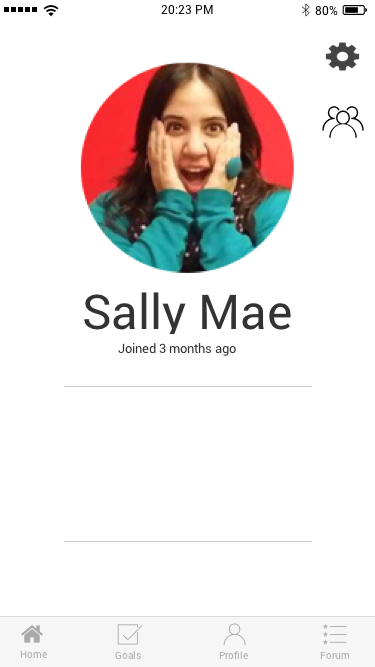 20:23 PM 80%
Sally Mae
Joined 3 months ago
Home Goals Profile Forum